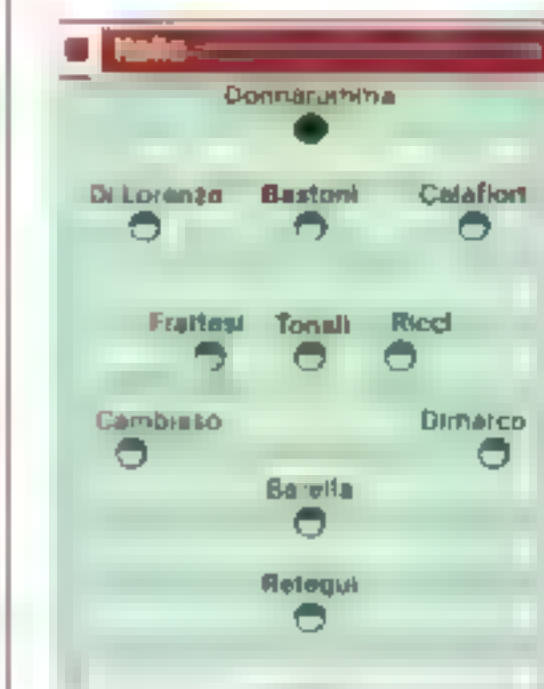 Donnarumma
Di Lorenzo Bastoni Calafiori
Frattesi Tonali Ricci
Cambiaso Dimarco
Barella
Retegui